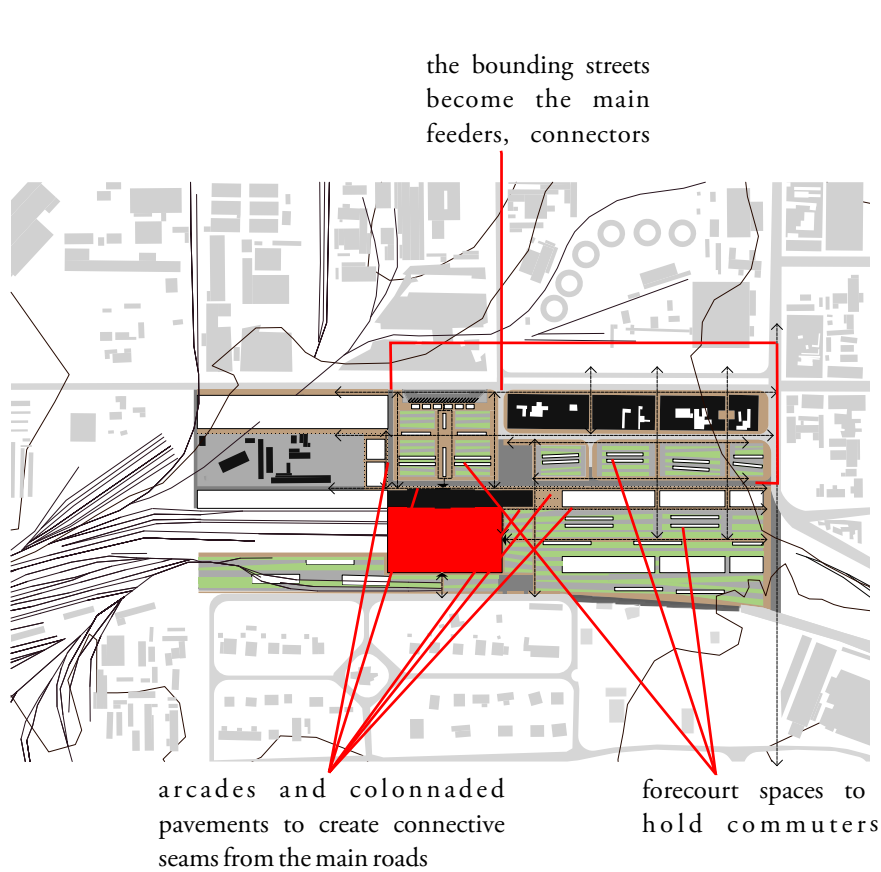 the bounding streets
become the main
feeders, connectors
arcades and colonnaded
pavements to create connective
seams from the main roads
forecourt spaces to
hold commuters